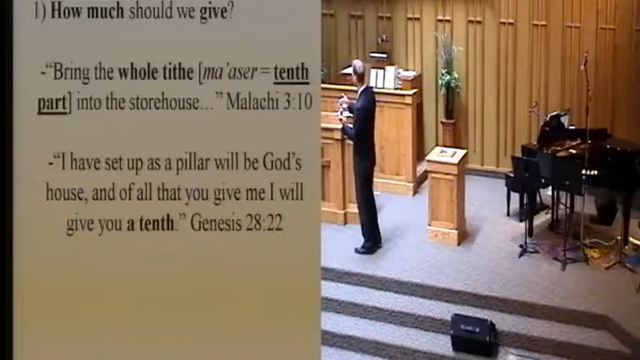 1) How much should we give?
-“Bring the whole tithe [ma’aser = tenth
part] into the storehouse…” Malachi 3:10
-“I have set up as a pillar will be God’s
house, and of all that you give me I will
give you a tenth.” Genesis 28:22